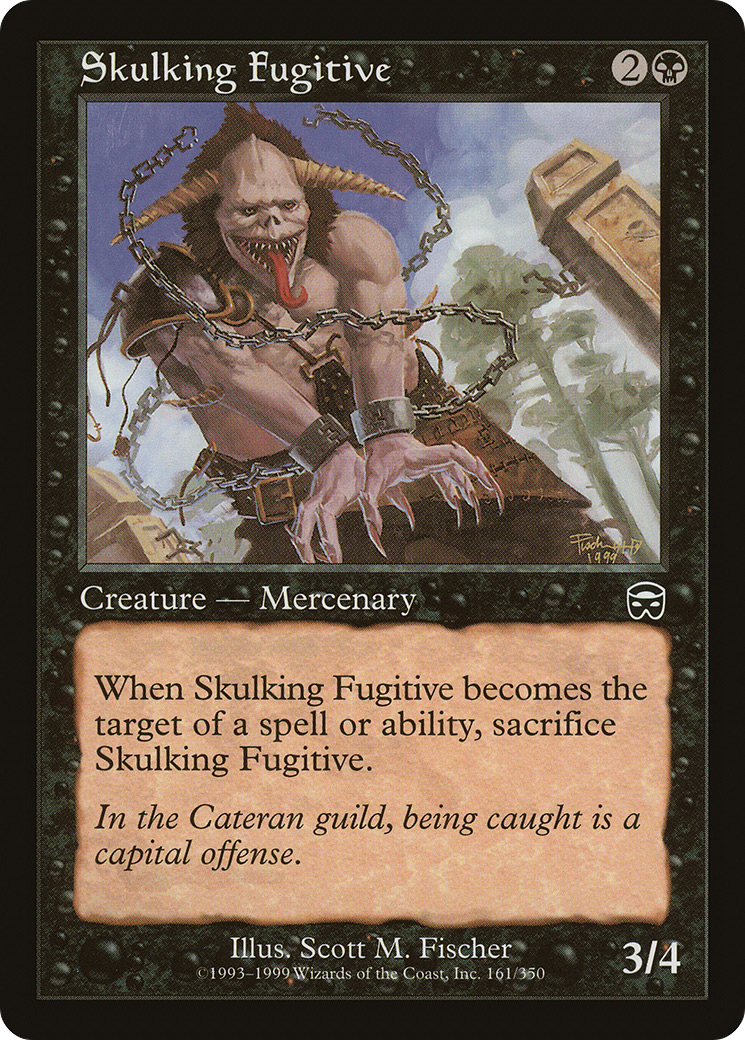 Skulking Fugitive 2
1999
Creature — Mercenary
When Skulking Fugitive becomes the
target of a spell or ability, sacrifice
Skulking Fugitive.
In the Cateran guild, being caught is a
capital offense.
Illus. Scott M. Fischer
©1993–1999 Wizards of the Coast, Inc. 161/350
3/4